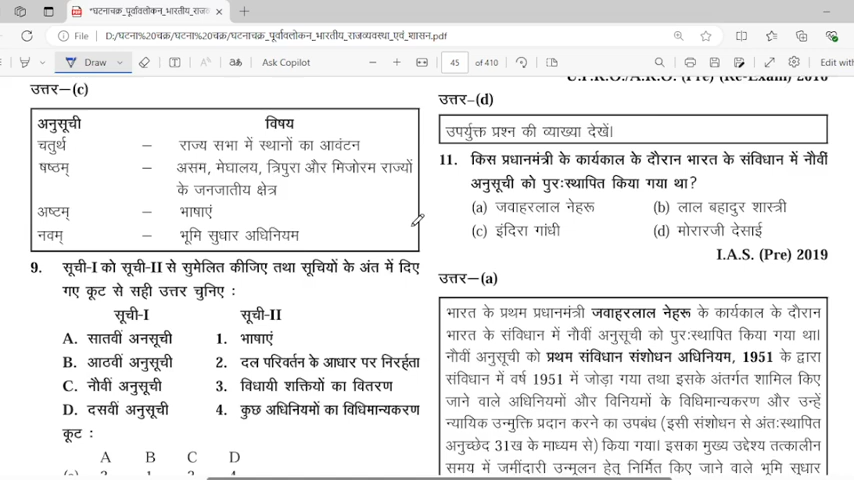 घटनाचक्र_पूर्वावलोकन_भारतीय_राजव
File D:/घटना%20चक्र/घटना%20चक्र/घटनाचक्र_पूर्वावलोकन_भारतीय_राजव्यवस्था_एवं_शासन.pdf
Draw Ask Copilot 45 of 410 Edit with
उत्तर–(c)
अनुसूची विषय
चतुर्थ – राज्य सभा में स्थानों का आवंटन
षष्ठम् – असम, मेघालय, त्रिपुरा और मिजोरम राज्यों
के जनजातीय क्षेत्र
अष्टम् – भाषाएं
नवम् – भूमि सुधार अधिनियम
9. सूची-I को सूची-II से सुमेलित कीजिए तथा सूचियों के अंत में दिए
गए कूट से सही उत्तर चुनिए :
सूची-I सूची-II
A. सातवीं अनसूची 1. भाषाएं
B. आठवीं अनुसूची 2. दल परिवर्तन के आधार पर निरर्हता
C. नौवीं अनुसूची 3. विधायी शक्तियों का वितरण
D. दसवीं अनुसूची 4. कुछ अधिनियमों का विधिमान्यकरण
कूट :
A B C D
U.P.R.O./A.R.O. (Pre) (Re-Exam) 2016
उत्तर–(d)
उपर्युक्त प्रश्न की व्याख्या देखें।
11. किस प्रधानमंत्री के कार्यकाल के दौरान भारत के संविधान में नौवीं
अनुसूची को पुरःस्थापित किया गया था?
(a) जवाहरलाल नेहरू (b) लाल बहादुर शास्त्री
(c) इंदिरा गांधी (d) मोरारजी देसाई
I.A.S. (Pre) 2019
उत्तर–(a)
भारत के प्रथम प्रधानमंत्री जवाहरलाल नेहरू के कार्यकाल के दौरान
भारत के संविधान में नौवीं अनुसूची को पुरःस्थापित किया गया था।
नौवीं अनुसूची को प्रथम संविधान संशोधन अधिनियम, 1951 के द्वारा
संविधान में वर्ष 1951 में जोड़ा गया तथा इसके अंतर्गत शामिल किए
जाने वाले अधिनियमों और विनियमों के विधिमान्यकरण और उन्हें
न्यायिक उन्मुक्ति प्रदान करने का उपबंध (इसी संशोधन से अंतःस्थापित
अनुच्छेद 31ख के माध्यम से) किया गया। इसका मुख्य उद्देश्य तत्कालीन
समय में जमींदारी उन्मूलन हेतु निर्मित किए जाने वाले भूमि सुधार